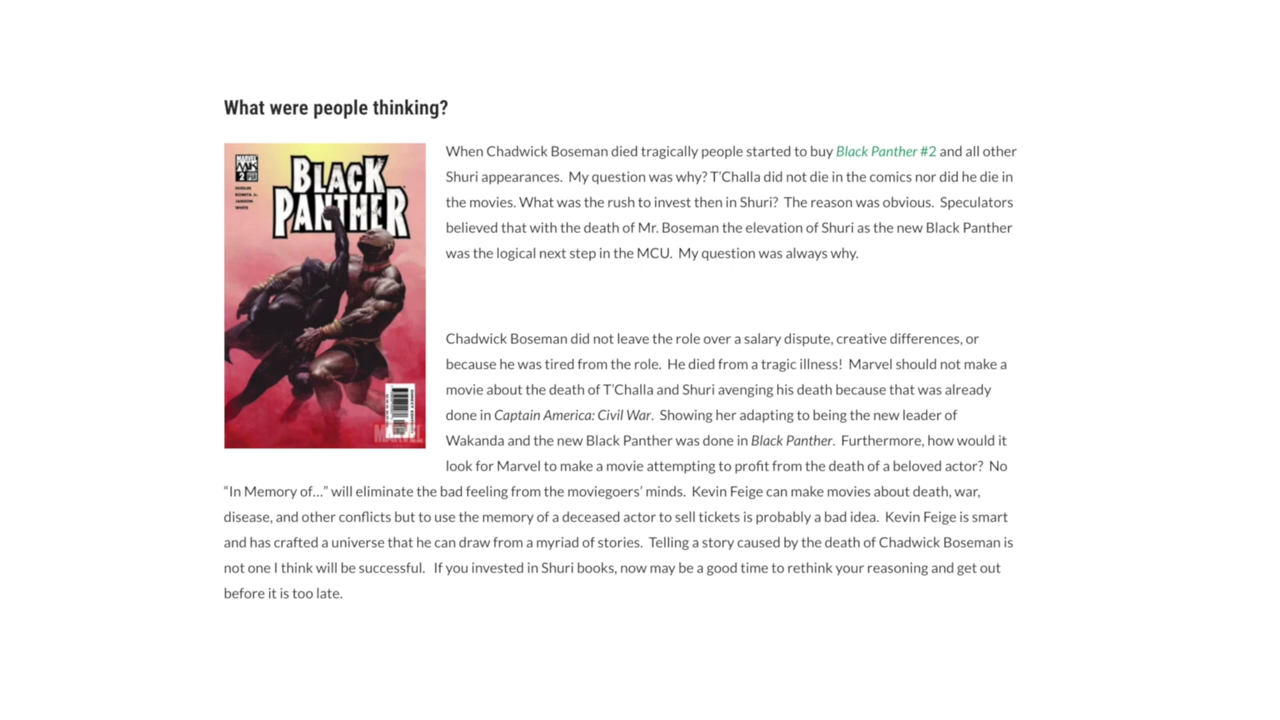 What were people thinking?
MARVEL
MK
2
BLACK
PANTHER
HUDLIN
ROMITA Jr.
JANSON
WHITE
MARVEL
When Chadwick Boseman died tragically people started to buy Black Panther #2 and all other
Shuri appearances.  My question was why? T’Challa did not die in the comics nor did he die in
the movies. What was the rush to invest then in Shuri?  The reason was obvious.  Speculators
believed that with the death of Mr. Boseman the elevation of Shuri as the new Black Panther
was the logical next step in the MCU.  My question was always why.
Chadwick Boseman did not leave the role over a salary dispute, creative differences, or
because he was tired from the role.  He died from a tragic illness!  Marvel should not make a
movie about the death of T’Challa and Shuri avenging his death because that was already
done in Captain America: Civil War.  Showing her adapting to being the new leader of
Wakanda and the new Black Panther was done in Black Panther.  Furthermore, how would it
look for Marvel to make a movie attempting to profit from the death of a beloved actor?  No
“In Memory of…” will eliminate the bad feeling from the moviegoers’ minds.  Kevin Feige can make movies about death, war,
disease, and other conflicts but to use the memory of a deceased actor to sell tickets is probably a bad idea.  Kevin Feige is smart
and has crafted a universe that he can draw from a myriad of stories.  Telling a story caused by the death of Chadwick Boseman is
not one I think will be successful.   If you invested in Shuri books, now may be a good time to rethink your reasoning and get out
before it is too late.